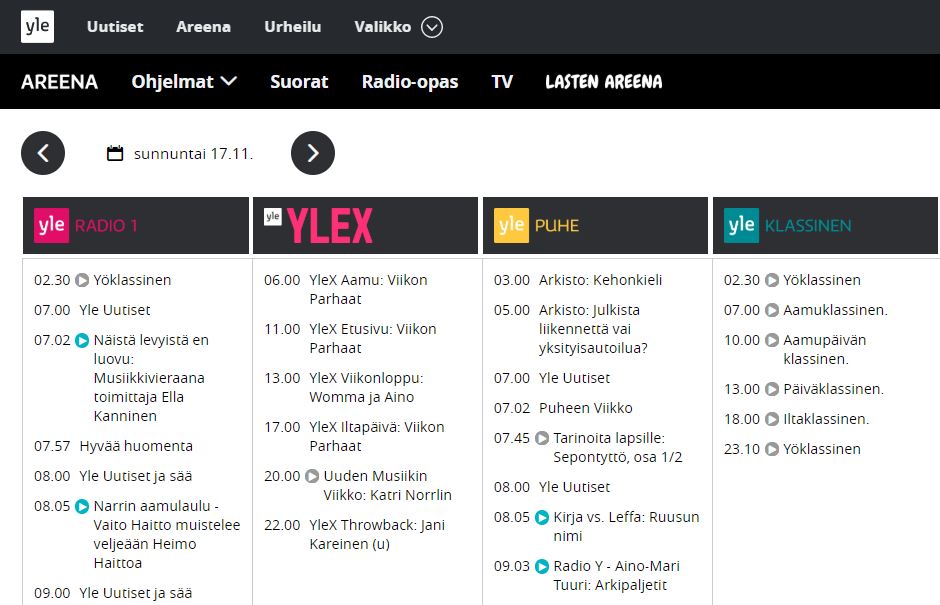 yle Uutiset Areena Urheilu Valikko
AREENA Ohjelmat Suorat Radio-opas TV LASTEN AREENA
sunnuntai 17.11.
yle RADIO 1
02.30 Yöklassinen
07.00 Yle Uutiset
07.02 Näistä levyistä en
luovu:
Musiikkivieraana
toimittaja Ella
Kanninen
07.57 Hyvää huomenta
08.00 Yle Uutiset ja sää
08.05 Narrin aamulaulu -
Vaito Haitto muistelee
veljeään Heimo
Haittoa
09.00 Yle Uutiset ja sää
yle YLEX
06.00 YleX Aamu: Viikon
Parhaat
11.00 YleX Etusivu: Viikon
Parhaat
13.00 YleX Viikonloppu:
Womma ja Aino
17.00 YleX Iltapäivä: Viikon
Parhaat
20.00 Uuden Musiikin
Viikko: Katri Norrlin
22.00 YleX Throwback: Jani
Kareinen (u)
yle PUHE
03.00 Arkisto: Kehonkieli
05.00 Arkisto: Julkista
liikennettä vai
yksityisautoilua?
07.00 Yle Uutiset
07.02 Puheen Viikko
07.45 Tarinoita lapsille:
Sepontyttö, osa 1/2
08.00 Yle Uutiset
08.05 Kirja vs. Leffa: Ruusun
nimi
09.03 Radio Y - Aino-Mari
Tuuri: Arkipaljetit
yle KLASSINEN
02.30 Yöklassinen
07.00 Aamuklassinen.
10.00 Aamupäivän
klassinen.
13.00 Päiväklassinen.
18.00 Iltaklassinen.
23.10 Yöklassinen